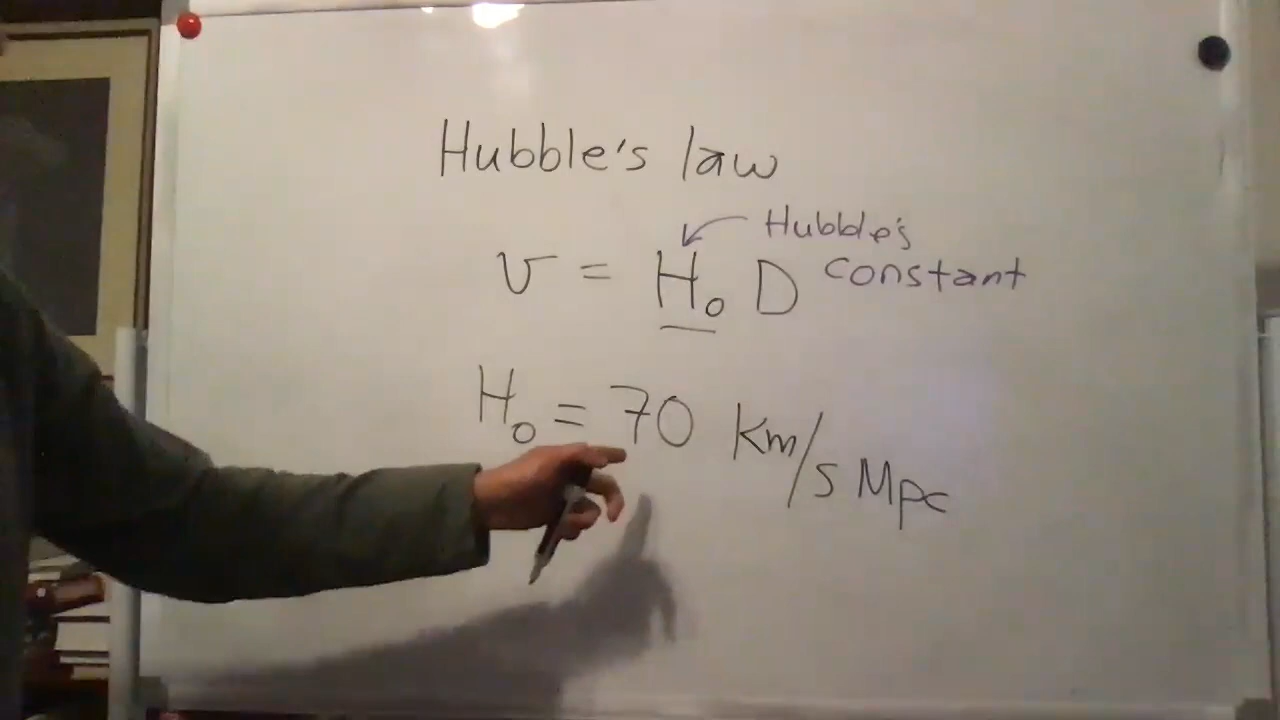 Hubble's law
Hubble's
v = H₀ D constant
H₀ = 70 Km/s Mpc